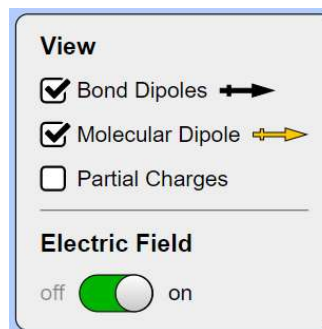 View
Bond Dipoles
Molecular Dipole
Partial Charges
Electric Field
off on